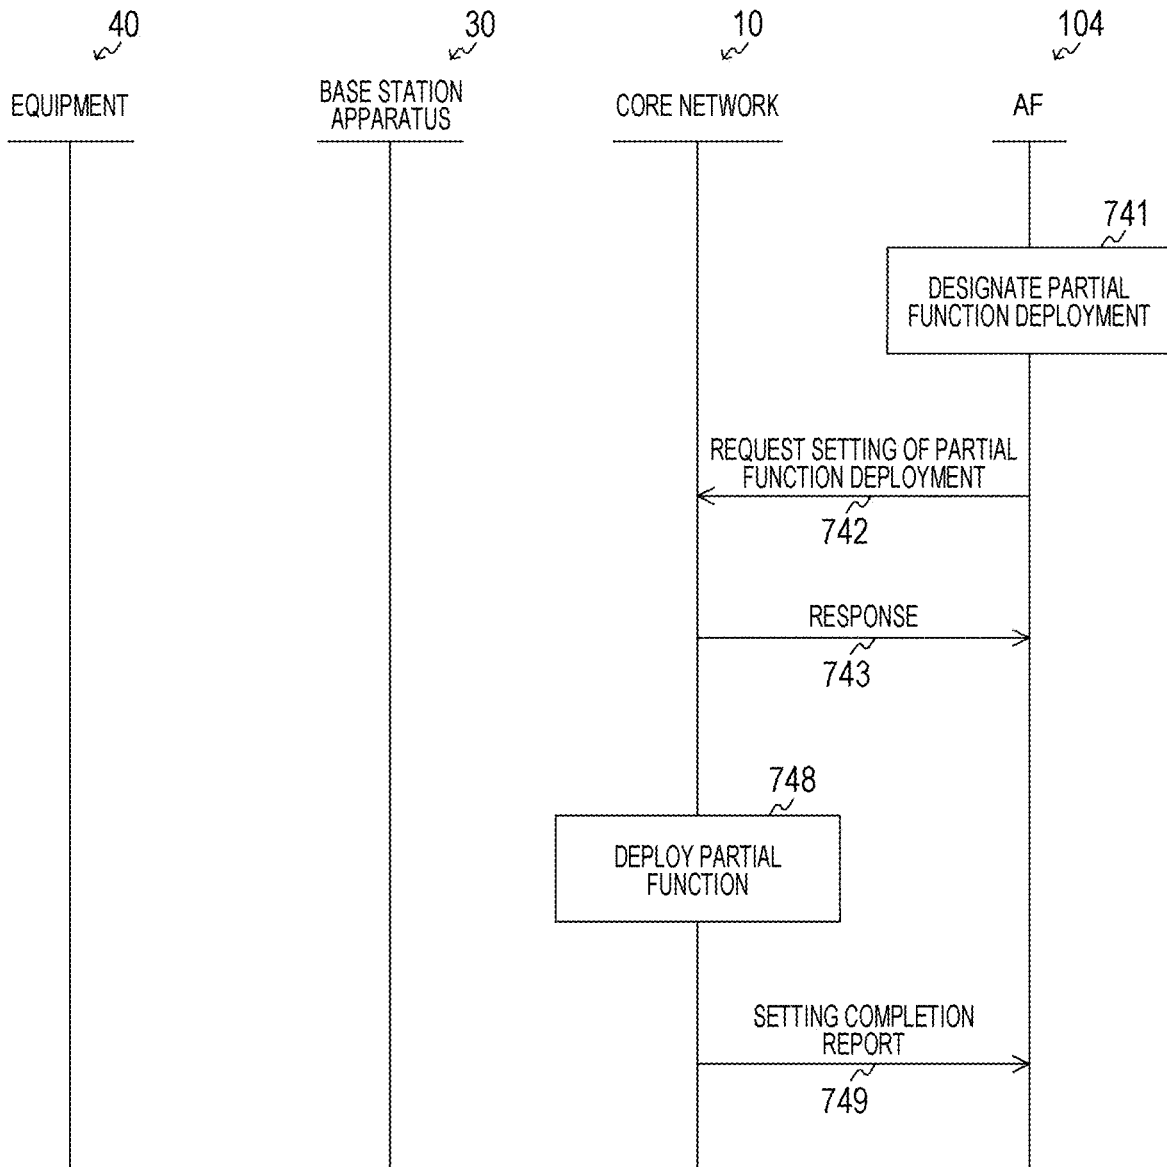 40
30
10
104
EQUIPMENT
BASE STATION
APPARATUS
CORE NETWORK
AF
741
DESIGNATE PARTIAL
FUNCTION DEPLOYMENT
REQUEST SETTING OF PARTIAL
FUNCTION DEPLOYMENT
742
RESPONSE
743
748
DEPLOY PARTIAL
FUNCTION
SETTING COMPLETION
REPORT
749